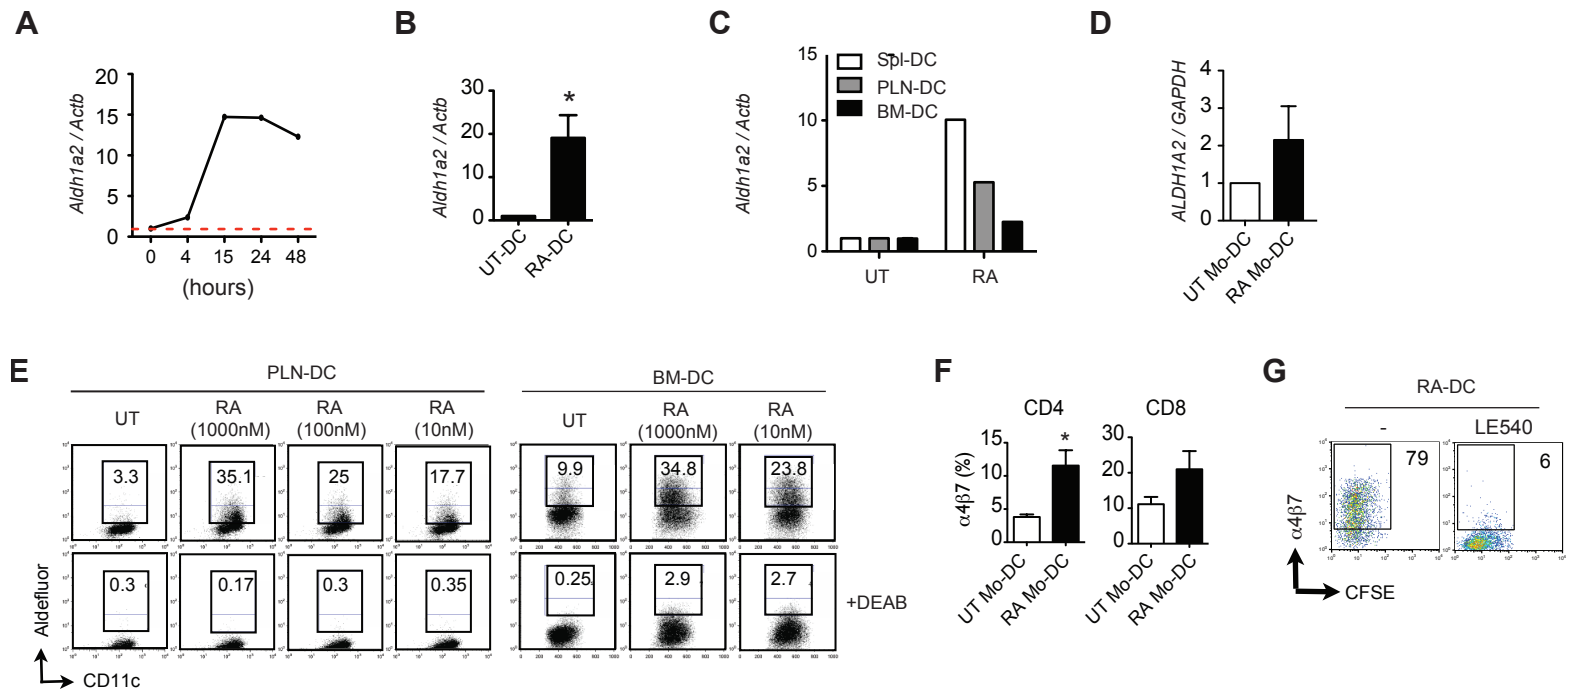 A
B
C
D
20
15
10
5
0
Aldh1a2 / Actb
0 4 15 24 48
(hours)
30
20
10
0
Aldh1a2 / Actb
*
UT-DC
RA-DC
15
10
5
0
Aldh1a2 / Actb
Spl-DC
PLN-DC
BM-DC
UT RA
4
3
2
1
0
ALDH1A2 / GAPDH
UT Mo-DC
RA Mo-DC
E
PLN-DC
BM-DC
UT
RA
(1000nM)
RA
(100nM)
RA
(10nM)
UT
RA
(1000nM)
RA
(10nM)
3.3 35.1 25 17.7 9.9 34.8 23.8
0.3 0.17 0.3 0.35 0.25 2.9 2.7
+DEAB
Aldefluor
CD11c
F
CD4
CD8
α4β7 (%)
15
10
5
0
*
UT Mo-DC
RA Mo-DC
30
20
10
0
UT Mo-DC
RA Mo-DC
G
RA-DC
- LE540
79 6
α4β7
CFSE